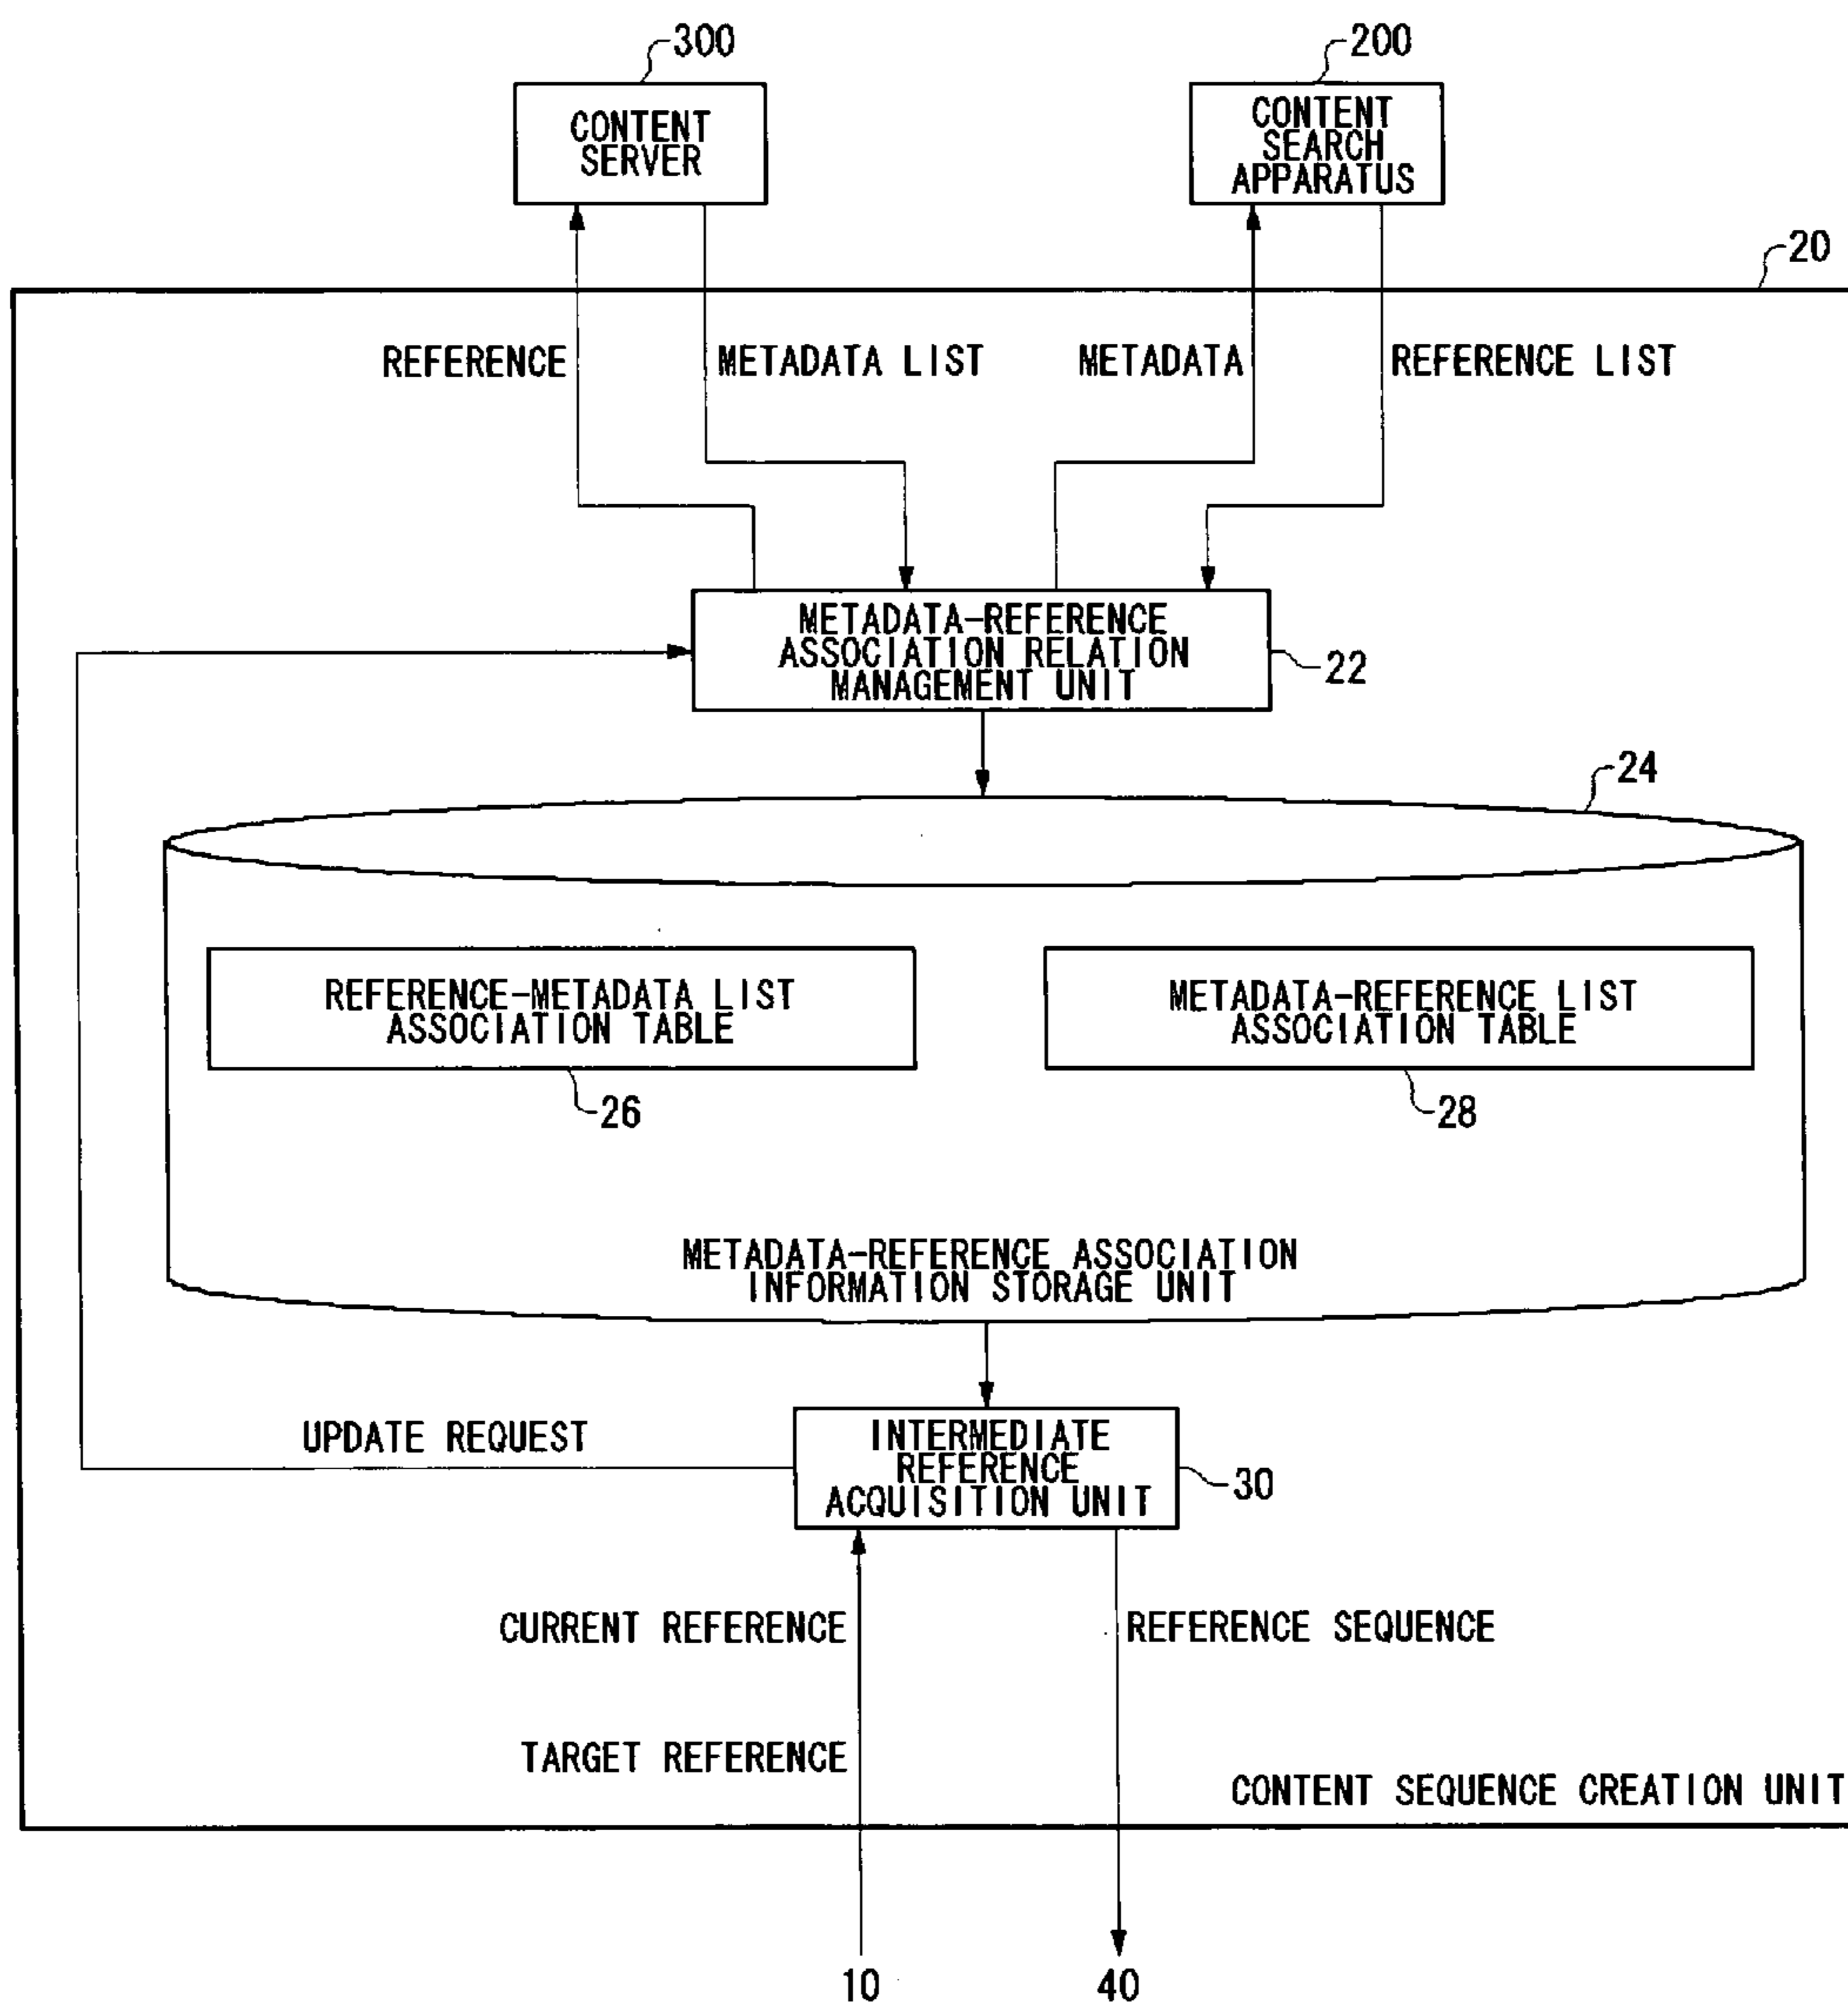 300
200
CONTENT
SERVER
CONTENT
SEARCH
APPARATUS
20
REFERENCE
METADATA LIST
METADATA
REFERENCE LIST
METADATA-REFERENCE
ASSOCIATION RELATION
MANAGEMENT UNIT
22
24
REFERENCE-METADATA LIST
ASSOCIATION TABLE
METADATA-REFERENCE LIST
ASSOCIATION TABLE
26
28
METADATA-REFERENCE ASSOCIATION
INFORMATION STORAGE UNIT
UPDATE REQUEST
INTERMEDIATE
REFERENCE
ACQUISITION UNIT
30
CURRENT REFERENCE
REFERENCE SEQUENCE
TARGET REFERENCE
CONTENT SEQUENCE CREATION UNIT
10
40